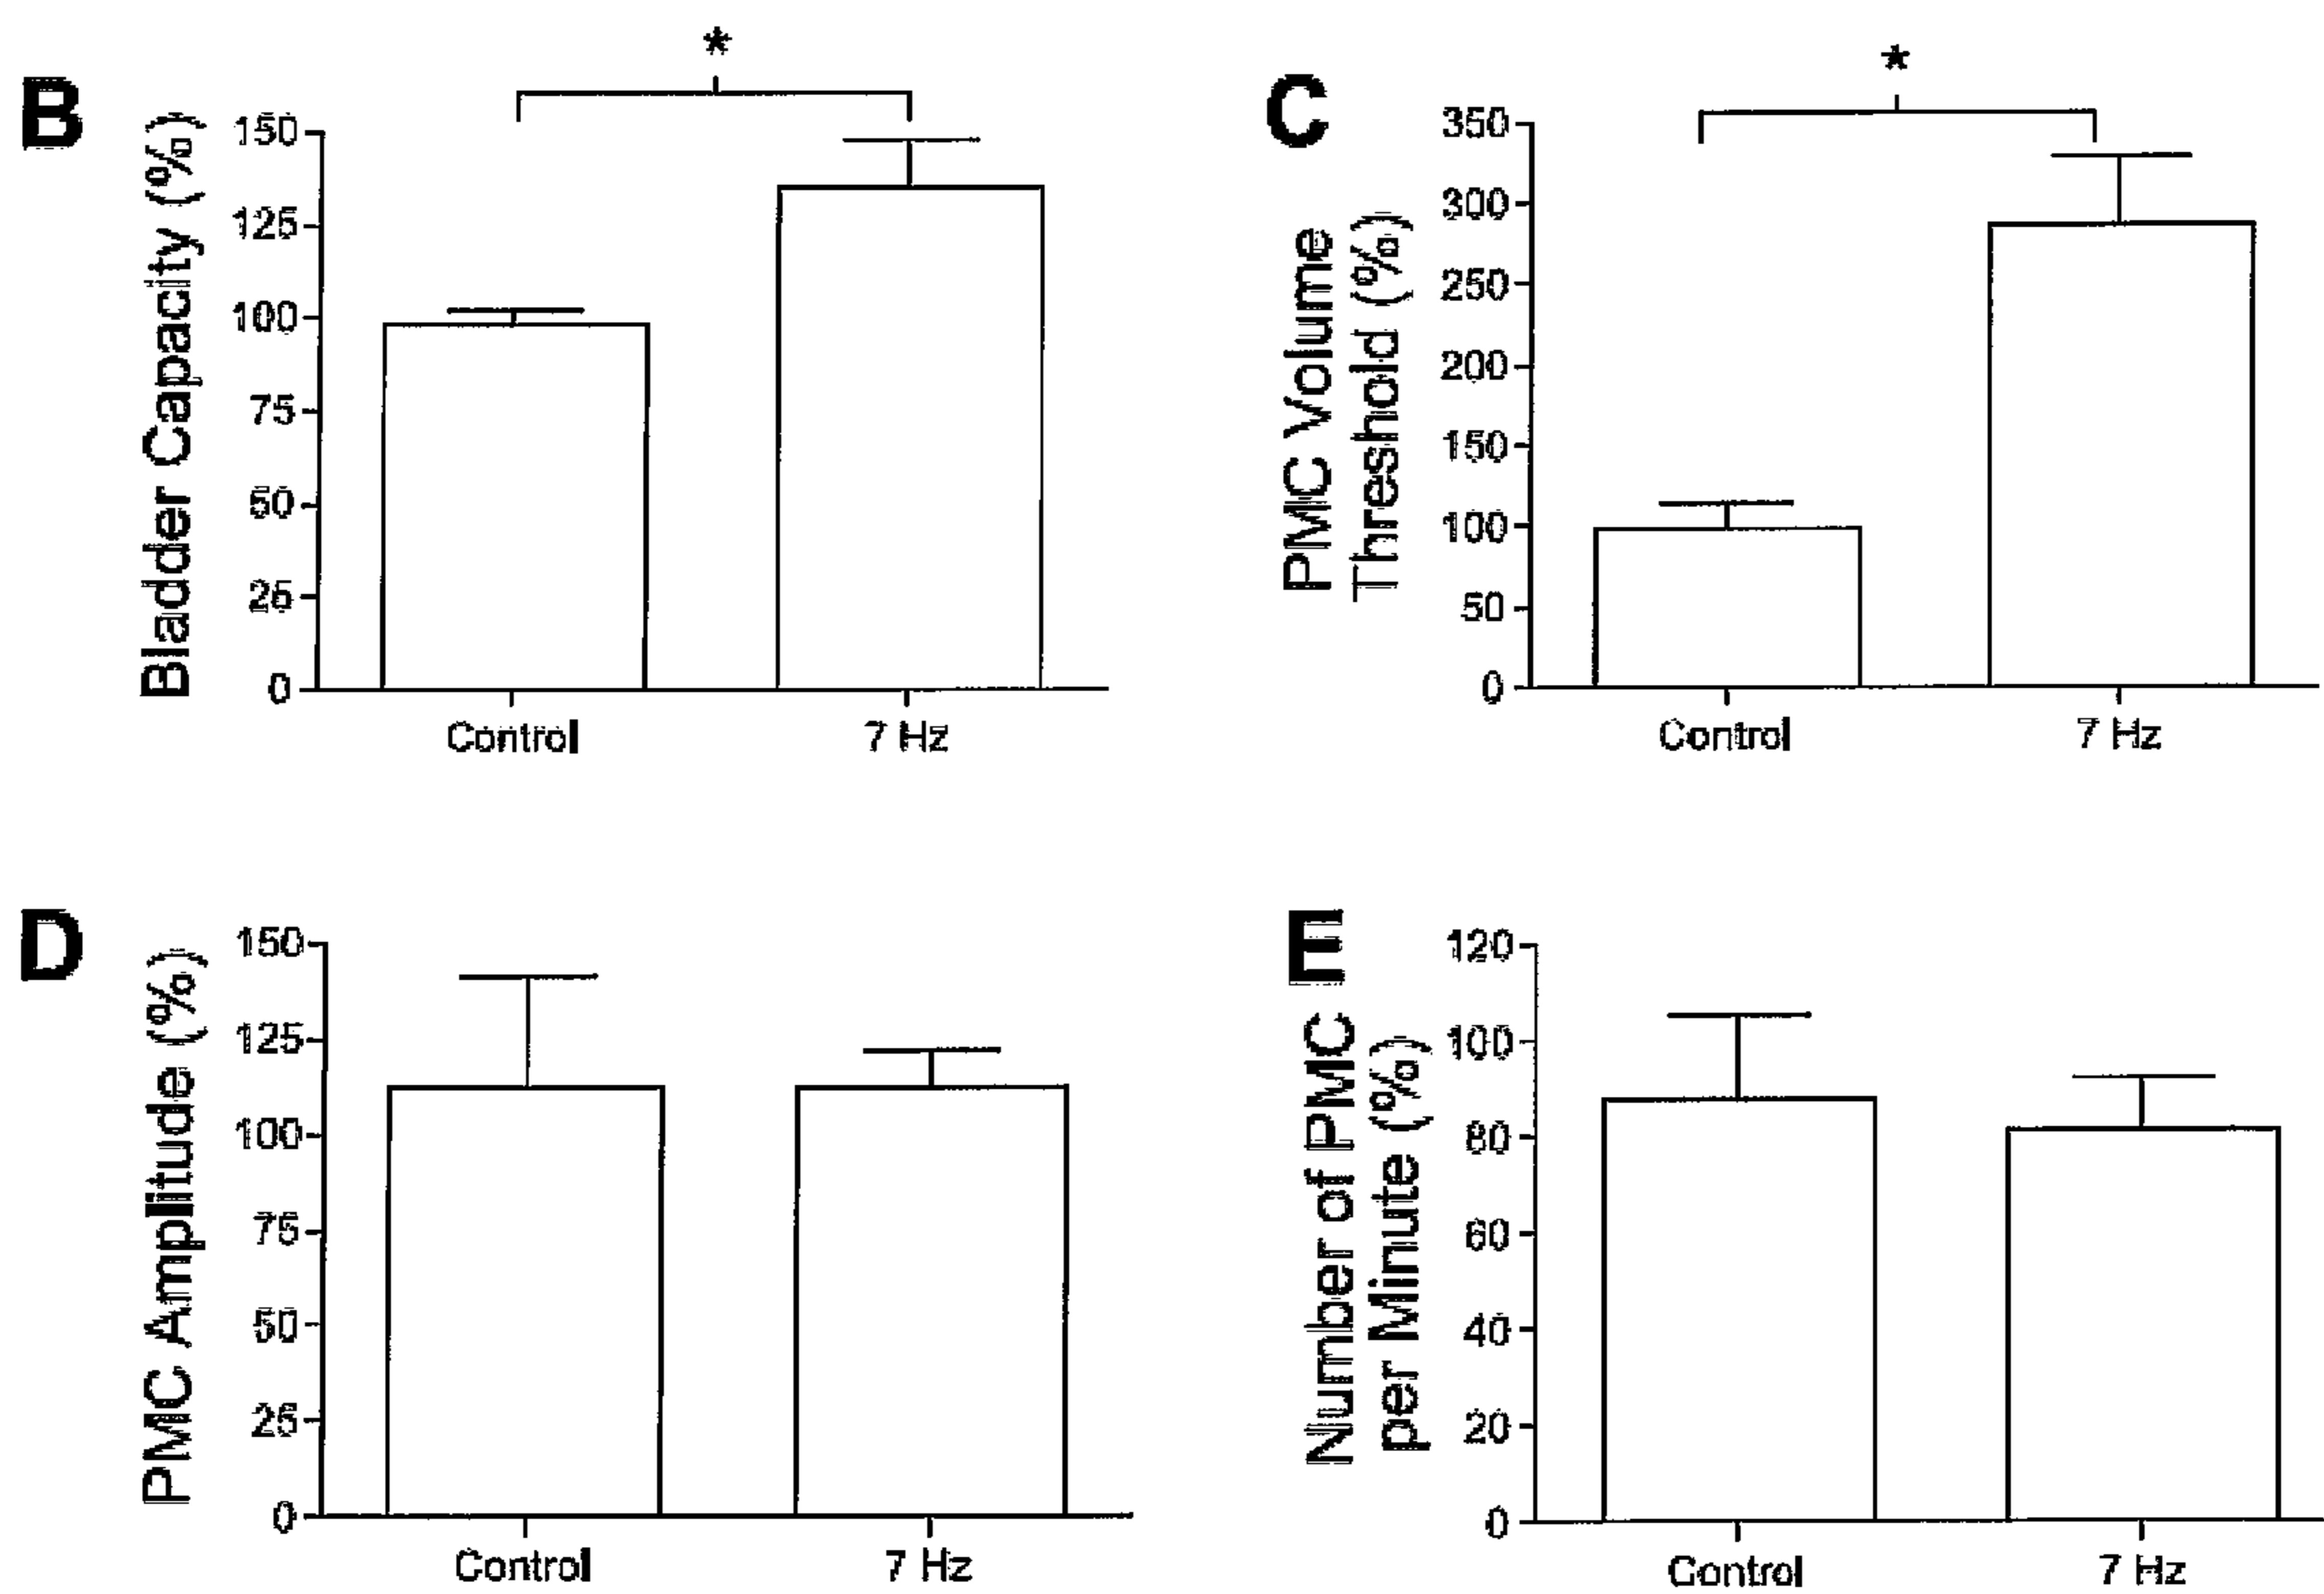 B
*
Bladder Capacity (%)
150
125
100
75
50
25
0
Control
7 Hz
C
*
PMC Volume
Threshold (%)
350
300
250
200
150
100
50
0
Control
7 Hz
D
PMC Amplitude (%)
150
125
100
75
50
25
0
Control
7 Hz
E
Number of PMC
per Minute (%)
120
100
80
60
40
20
0
Control
7 Hz